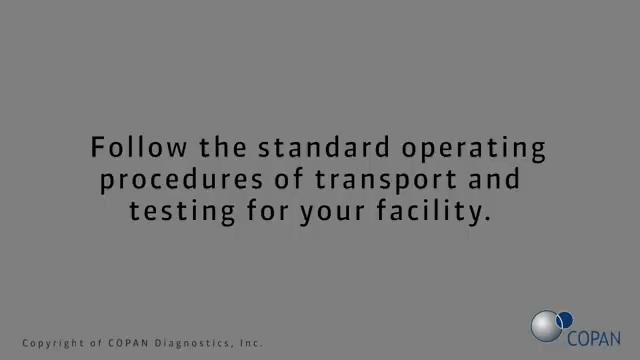 Follow the standard operating
procedures of transport and
testing for your facility.
Copyright of COPAN Diagnostics, Inc.
COPAN